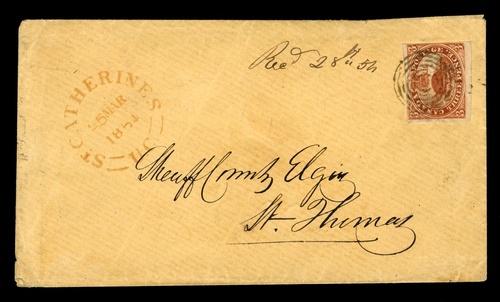 Recd 28th 54
ST CATHERINES
MAR
1854
Sheriff County Elgin
St. Thomas